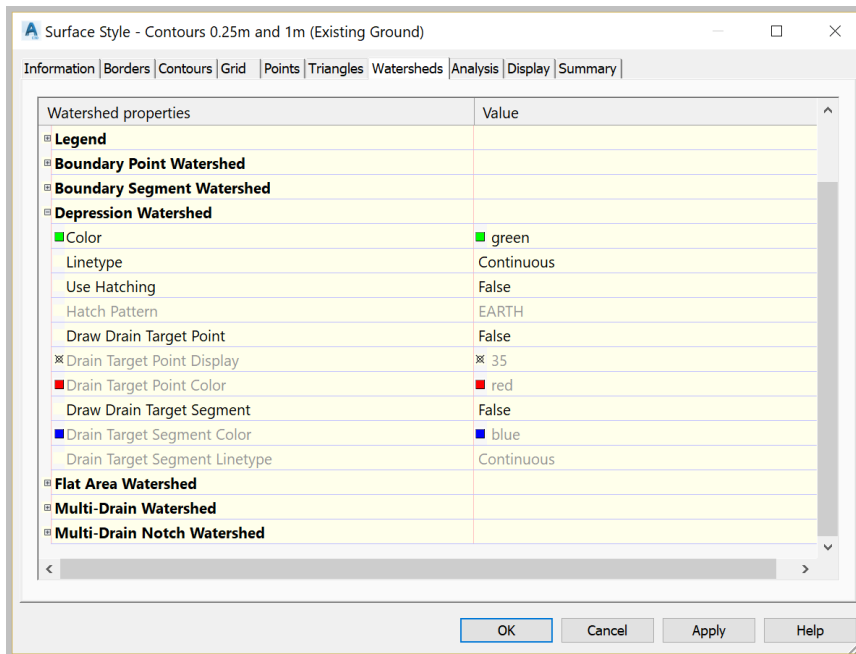 Surface Style - Contours 0.25m and 1m (Existing Ground)
Information Borders Contours Grid Points Triangles Watersheds Analysis Display Summary
Watershed properties Value
Legend
Boundary Point Watershed
Boundary Segment Watershed
Depression Watershed
Color green
Linetype Continuous
Use Hatching False
Hatch Pattern EARTH
Draw Drain Target Point False
Drain Target Point Display 35
Drain Target Point Color red
Draw Drain Target Segment False
Drain Target Segment Color blue
Drain Target Segment Linetype Continuous
Flat Area Watershed
Multi-Drain Watershed
Multi-Drain Notch Watershed
OK Cancel Apply Help